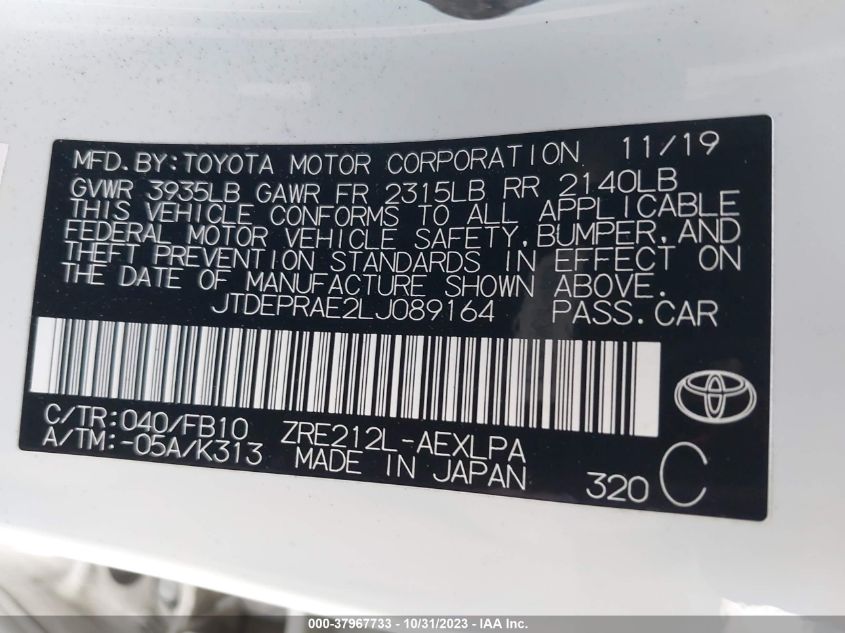 MFD.BY:TOYOTA MOTOR CORPORATION 11/19
GVWR 3935LB GAWR FR 2315LB RR 2140LB
THIS VEHICLE CONFORMS TO ALL APPLICABLE
FEDERAL MOTOR VEHICLE SAFETY,BUMPER,AND
THEFT PREVENTION STANDARDS IN EFFECT ON
THE DATE OF MANUFACTURE SHOWN ABOVE.
JTDEPRAE2LJ089164 PASS.CAR
C/TR:040/FB10 ZRE212L-AEXLPA
A/TM:-05A/K313 MADE IN JAPAN 320 C
000-37967733 - 10/31/2023 - IAA Inc.